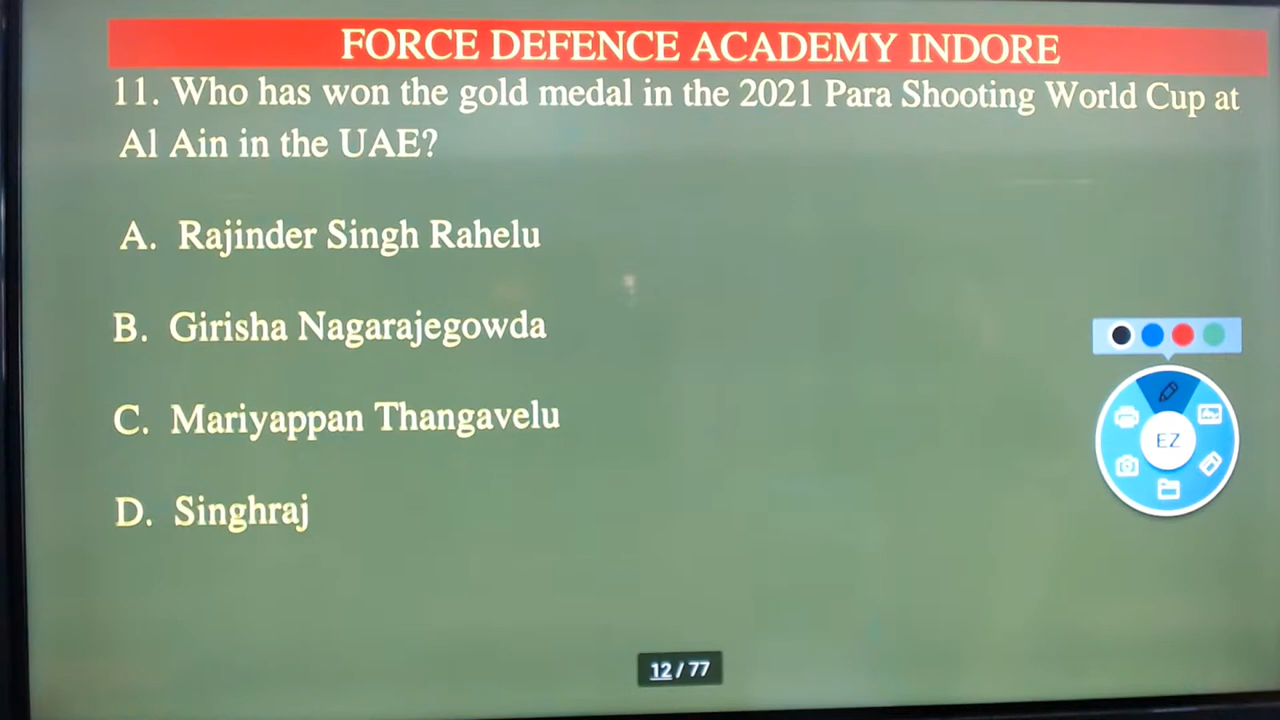 FORCE DEFENCE ACADEMY INDORE
11. Who has won the gold medal in the 2021 Para Shooting World Cup at
Al Ain in the UAE?
A. Rajinder Singh Rahelu
B. Girisha Nagarajegowda
C. Mariyappan Thangavelu
D. Singhraj
EZ
12 / 77